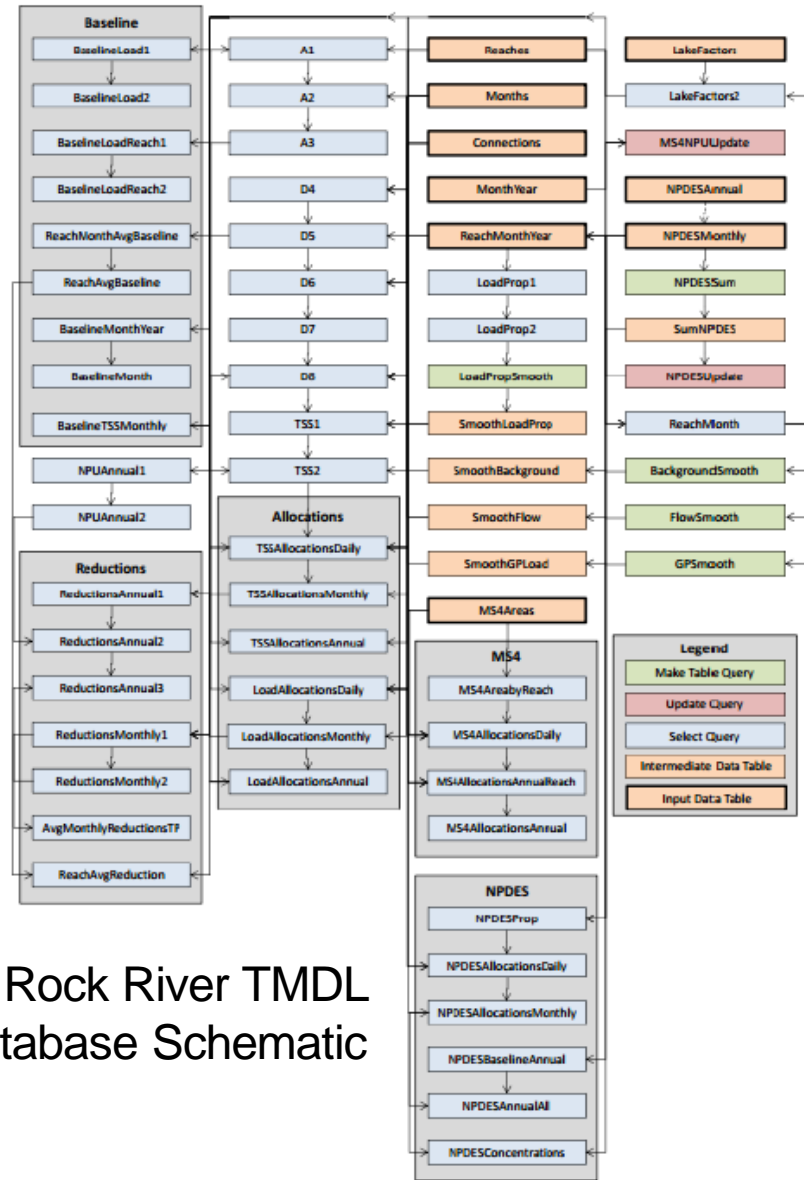 Baseline
BaselineLoad1
BaselineLoad2
BaselineLoadReach1
BaselineLoadReach2
ReachMonthAvgBaseline
ReachAvgBaseline
BaselineMonthYear
BaselineMonth
BaselineTSSMonthly
NPUAnnual1
NPUAnnual2
Reductions
ReductionsAnnual1
ReductionsAnnual2
ReductionsAnnual3
ReductionsMonthly1
ReductionsMonthly2
AvgMonthlyReductionsTP
ReachAvgReduction
A1
A2
A3
D4
D5
D6
D7
D8
TSS1
TSS2
Allocations
TSSAllocationsDaily
TSSAllocationsMonthly
TSSAllocationsAnnual
LoadAllocationsDaily
LoadAllocationsMonthly
LoadAllocationsAnnual
Reaches
Months
Connections
MonthYear
ReachMonthYear
LoadProp1
LoadProp2
LoadPropSmooth
SmoothLoadProp
SmoothBackground
SmoothFlow
SmoothGPLoad
MS4Areas
MS4
MS4AreabyReach
MS4AllocationsDaily
MS4AllocationsAnnualReach
MS4AllocationsAnnual
NPDES
NPDESProp
NPDESAllocationsDaily
NPDESAllocationsMonthly
NPDESBaselineAnnual
NPDESAnnualAll
NPDESConcentrations
LakeFactors
LakeFactors2
MS4NPUUpdate
NPDESAnnual
NPDESMonthly
NPDESSum
SumNPDES
NPDESUpdate
ReachMonth
BackgroundSmooth
FlowSmooth
GPSmooth
Legend
Make Table Query
Update Query
Select Query
Intermediate Data Table
Input Data Table
Rock River TMDL
tabase Schematic